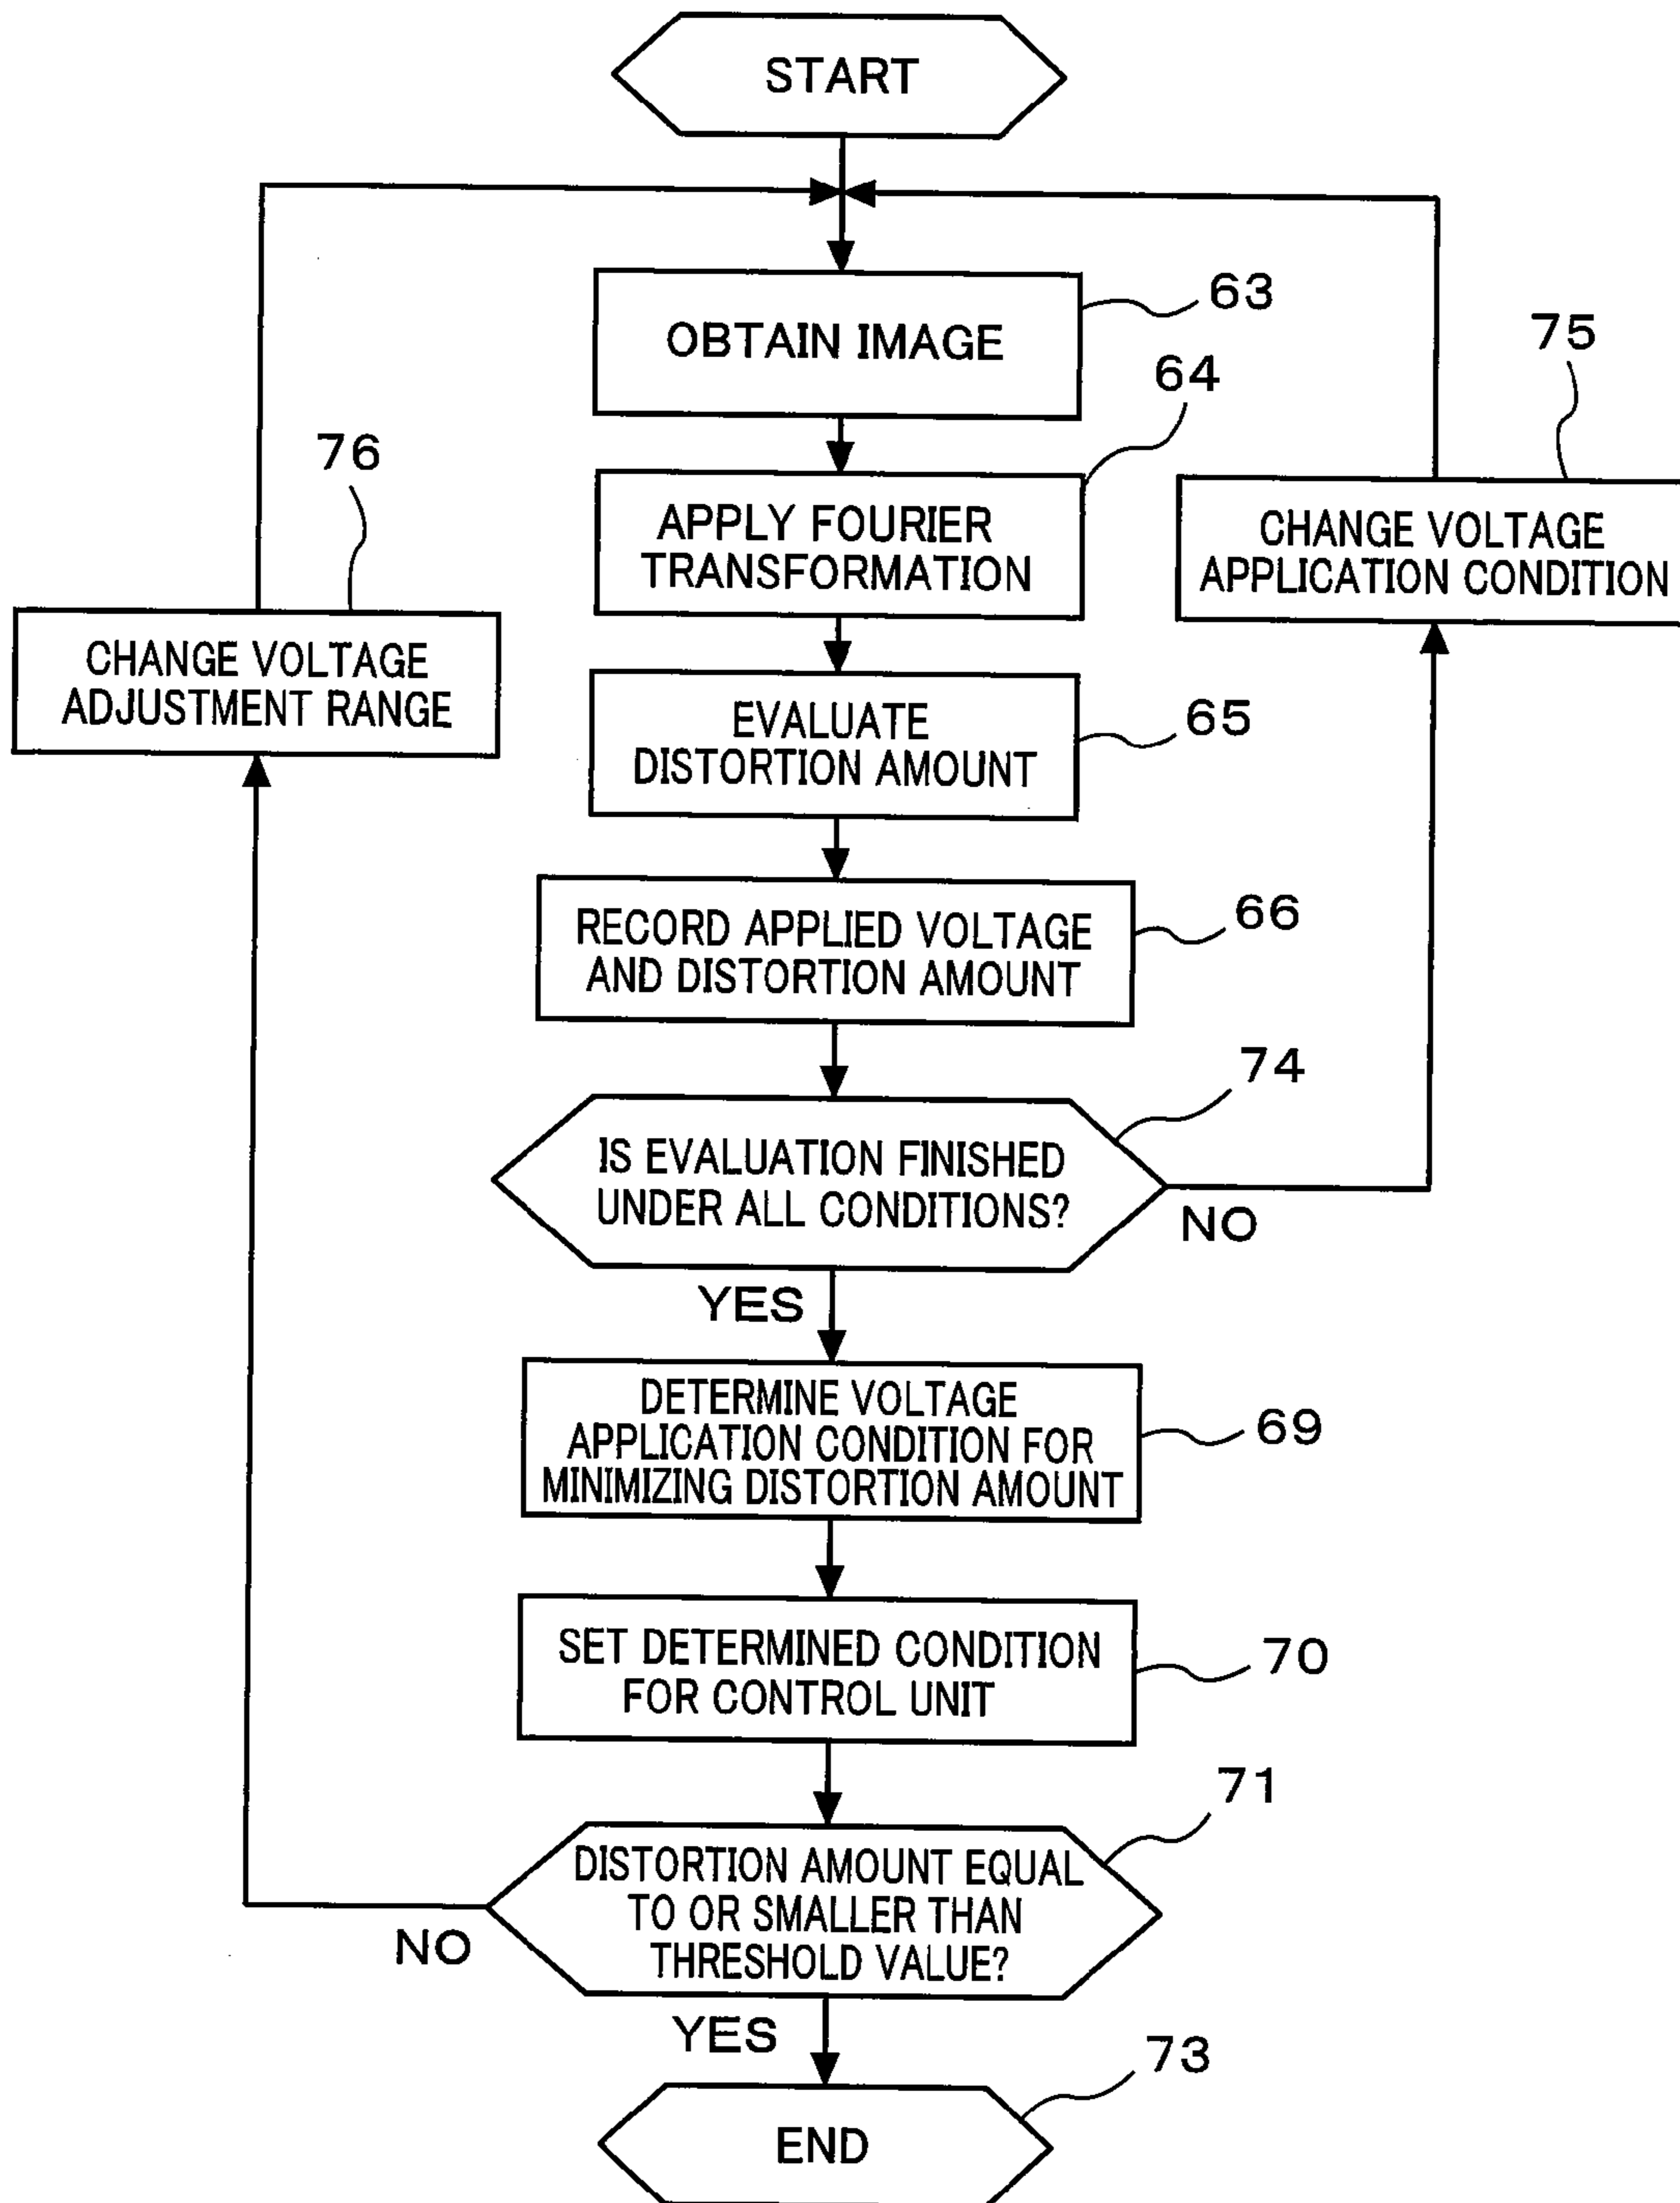 START
63
OBTAIN IMAGE
75
64
76
APPLY FOURIER
TRANSFORMATION
CHANGE VOLTAGE
APPLICATION CONDITION
CHANGE VOLTAGE
ADJUSTMENT RANGE
65
EVALUATE
DISTORTION AMOUNT
66
RECORD APPLIED VOLTAGE
AND DISTORTION AMOUNT
74
IS EVALUATION FINISHED
UNDER ALL CONDITIONS?
NO
YES
69
DETERMINE VOLTAGE
APPLICATION CONDITION FOR
MINIMIZING DISTORTION AMOUNT
70
SET DETERMINED CONDITION
FOR CONTROL UNIT
71
DISTORTION AMOUNT EQUAL
TO OR SMALLER THAN
THRESHOLD VALUE?
NO
YES
73
END